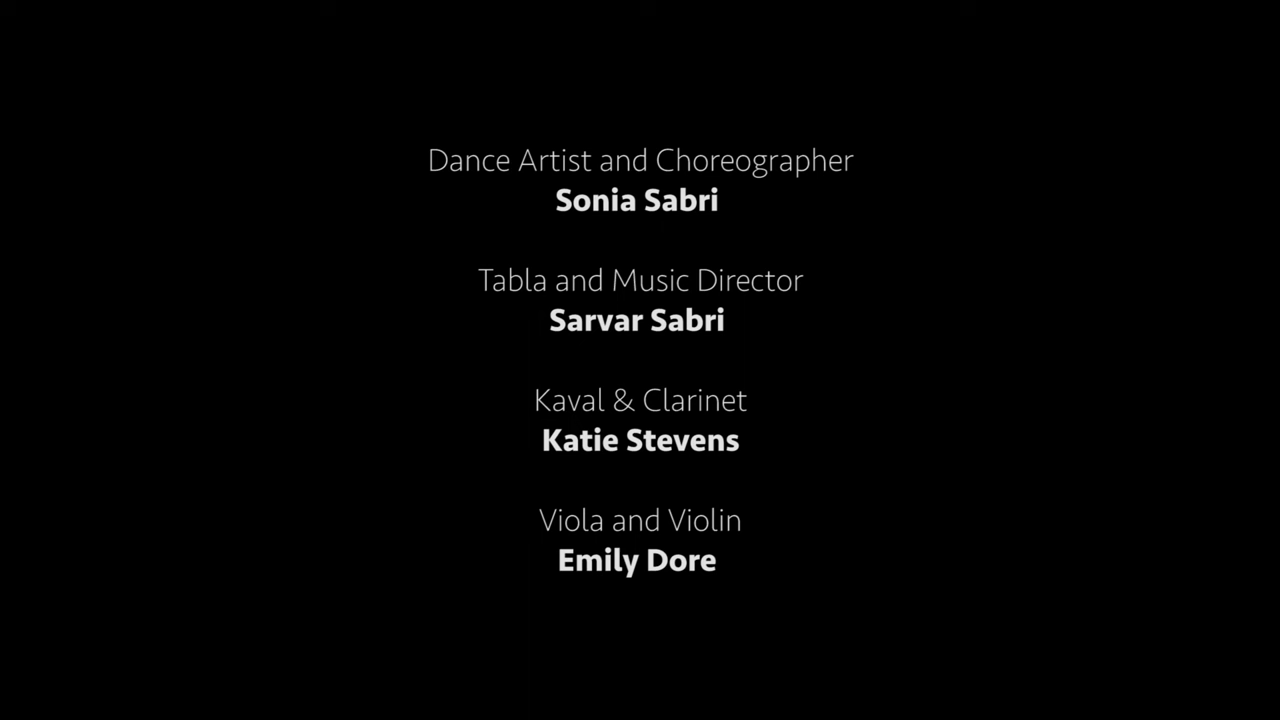 Dance Artist and Choreographer
Sonia Sabri
Tabla and Music Director
Sarvar Sabri
Kaval & Clarinet
Katie Stevens
Viola and Violin
Emily Dore